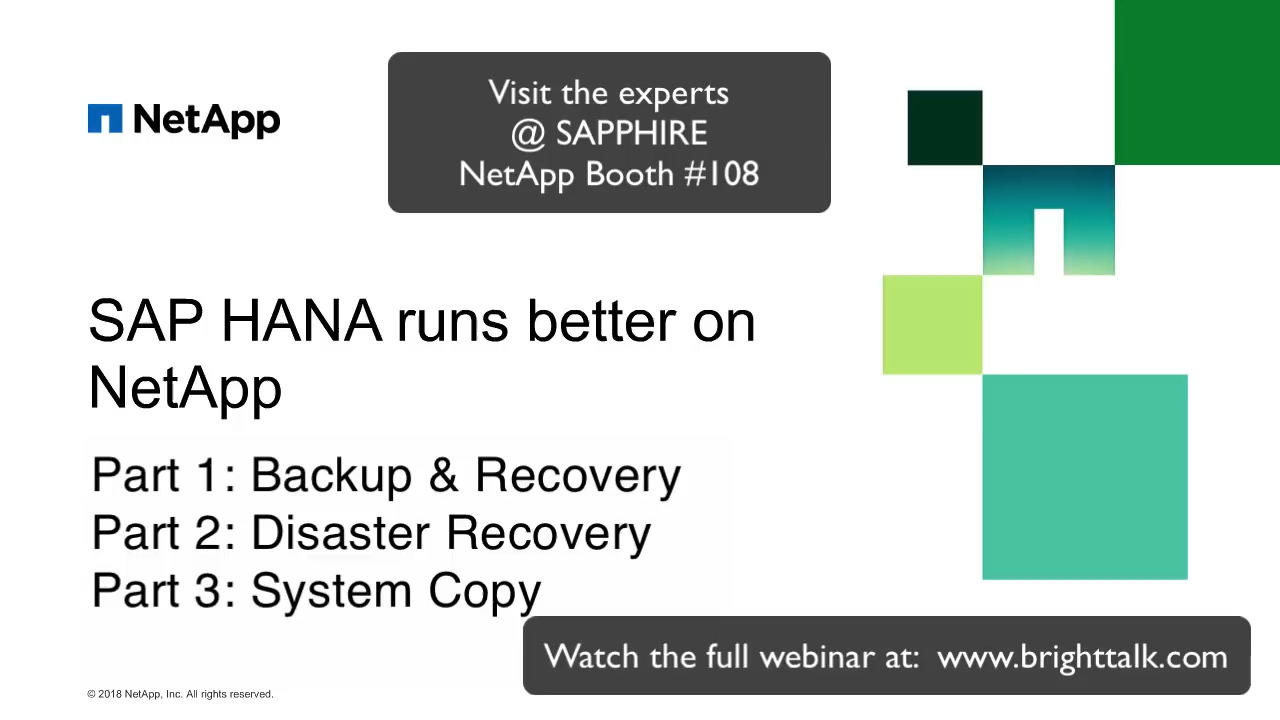 NetApp
Visit the experts
@ SAPPHIRE
NetApp Booth #108
SAP HANA runs better on
NetApp
Part 1: Backup & Recovery
Part 2: Disaster Recovery
Part 3: System Copy
Watch the full webinar at: www.brighttalk.com
© 2018 NetApp, Inc. All rights reserved.